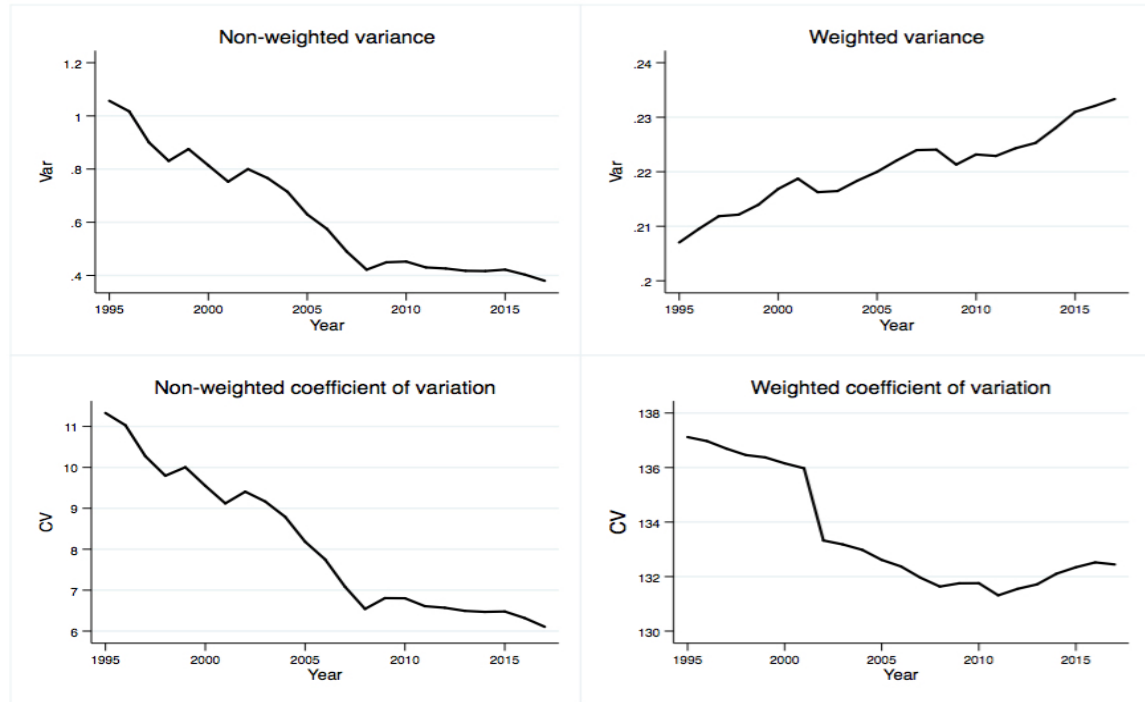 Non-weighted variance
1.2
1
.8
.6
.4
Var
1995 2000 2005 2010 2015
Year
Weighted variance
.24
.23
.22
.21
.2
Var
1995 2000 2005 2010 2015
Year
Non-weighted coefficient of variation
11
10
9
8
7
6
CV
1995 2000 2005 2010 2015
Year
Weighted coefficient of variation
138
136
134
132
130
CV
1995 2000 2005 2010 2015
Year